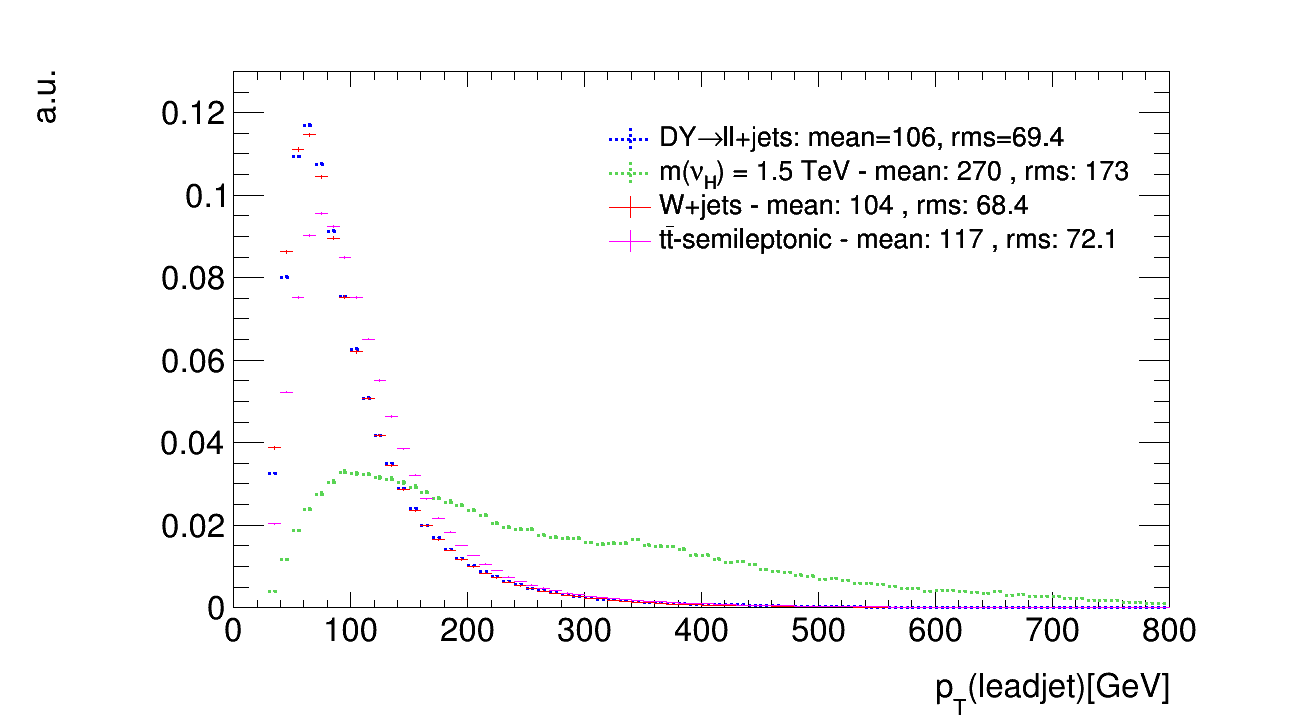 a.u.
0.12
0.1
0.08
0.06
0.04
0.02
0
DY→ll+jets: mean=106, rms=69.4
m(ν_H) = 1.5 TeV - mean: 270 , rms: 173
W+jets - mean: 104 , rms: 68.4
tt̄-semileptonic - mean: 117 , rms: 72.1
0 100 200 300 400 500 600 700 800
p_T(leadjet)[GeV]